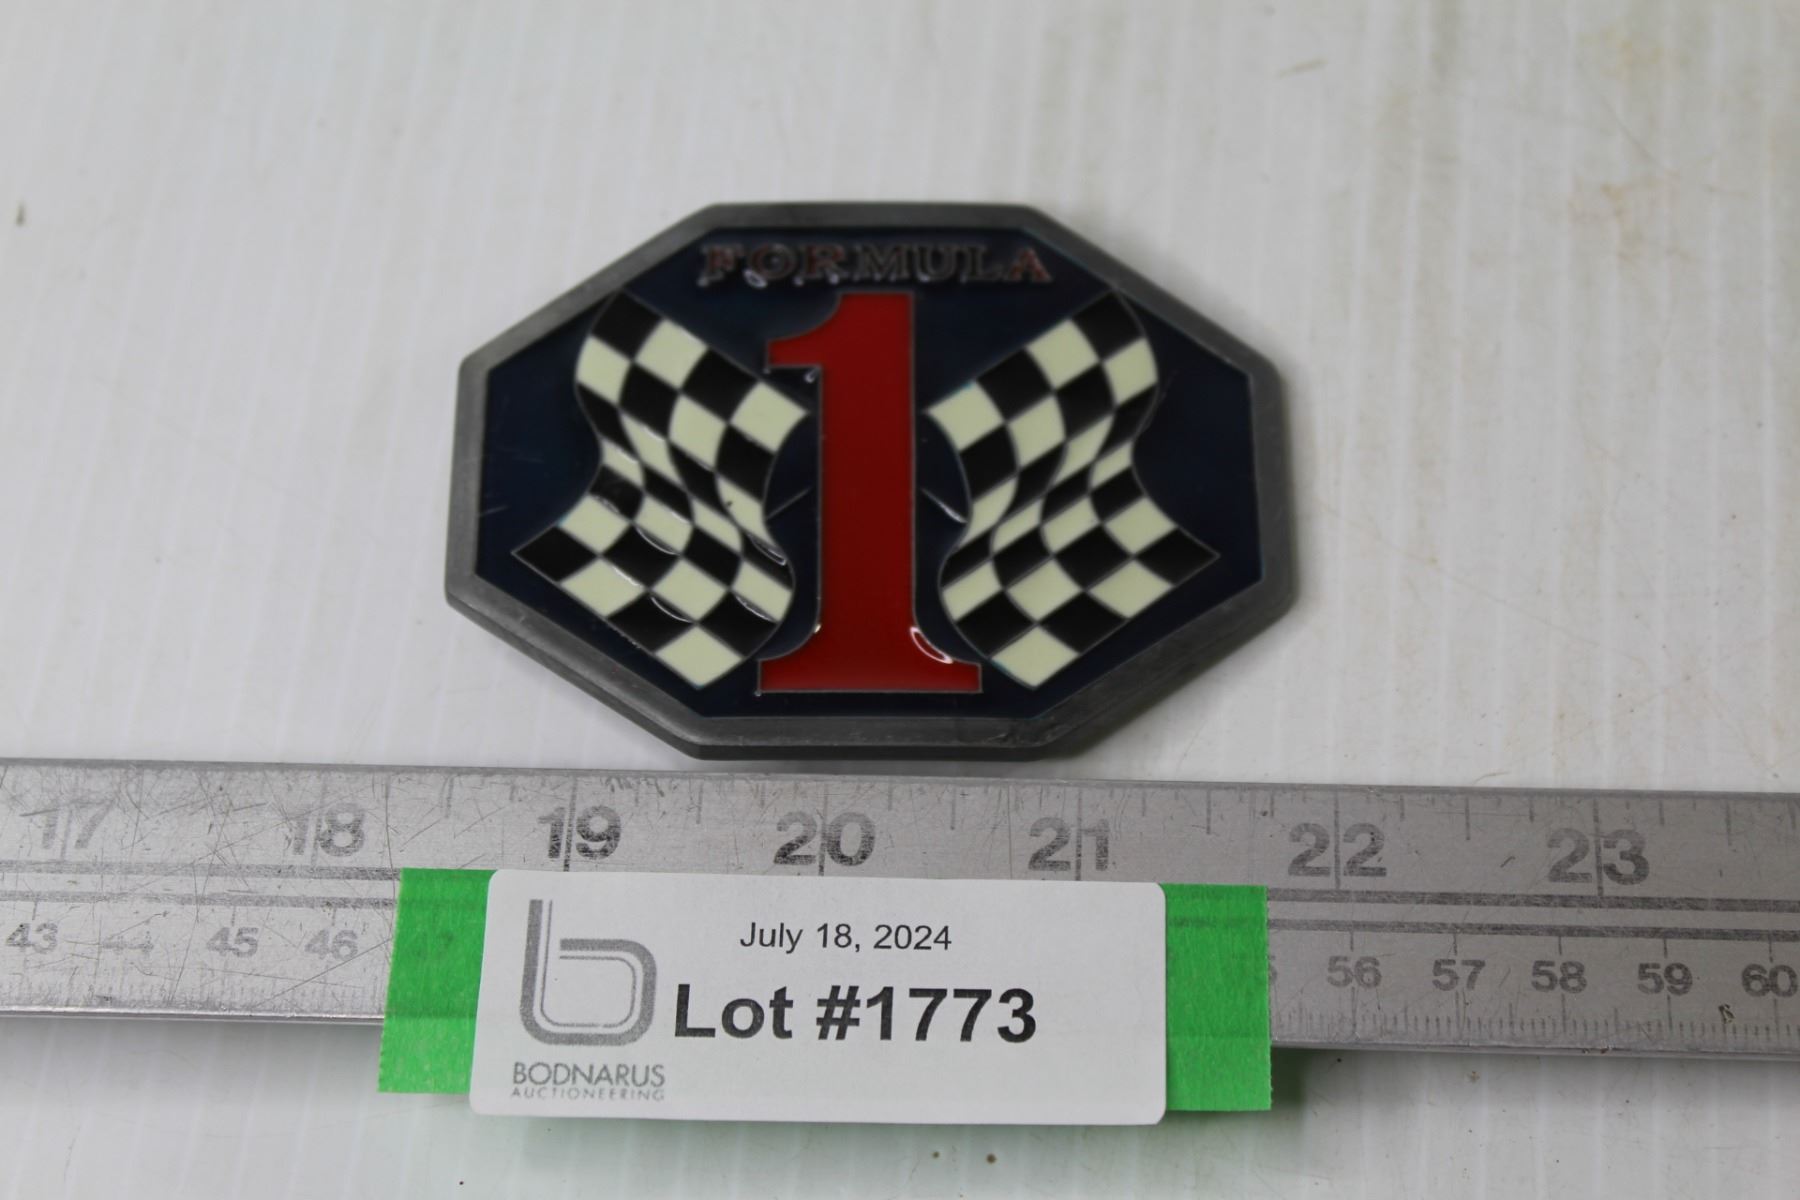 FORMULA
1
17 18 19 20 21 22 23
43 44 45 46 47 56 57 58 59 60
July 18, 2024
Lot #1773
BODNARUS
AUCTIONEERING